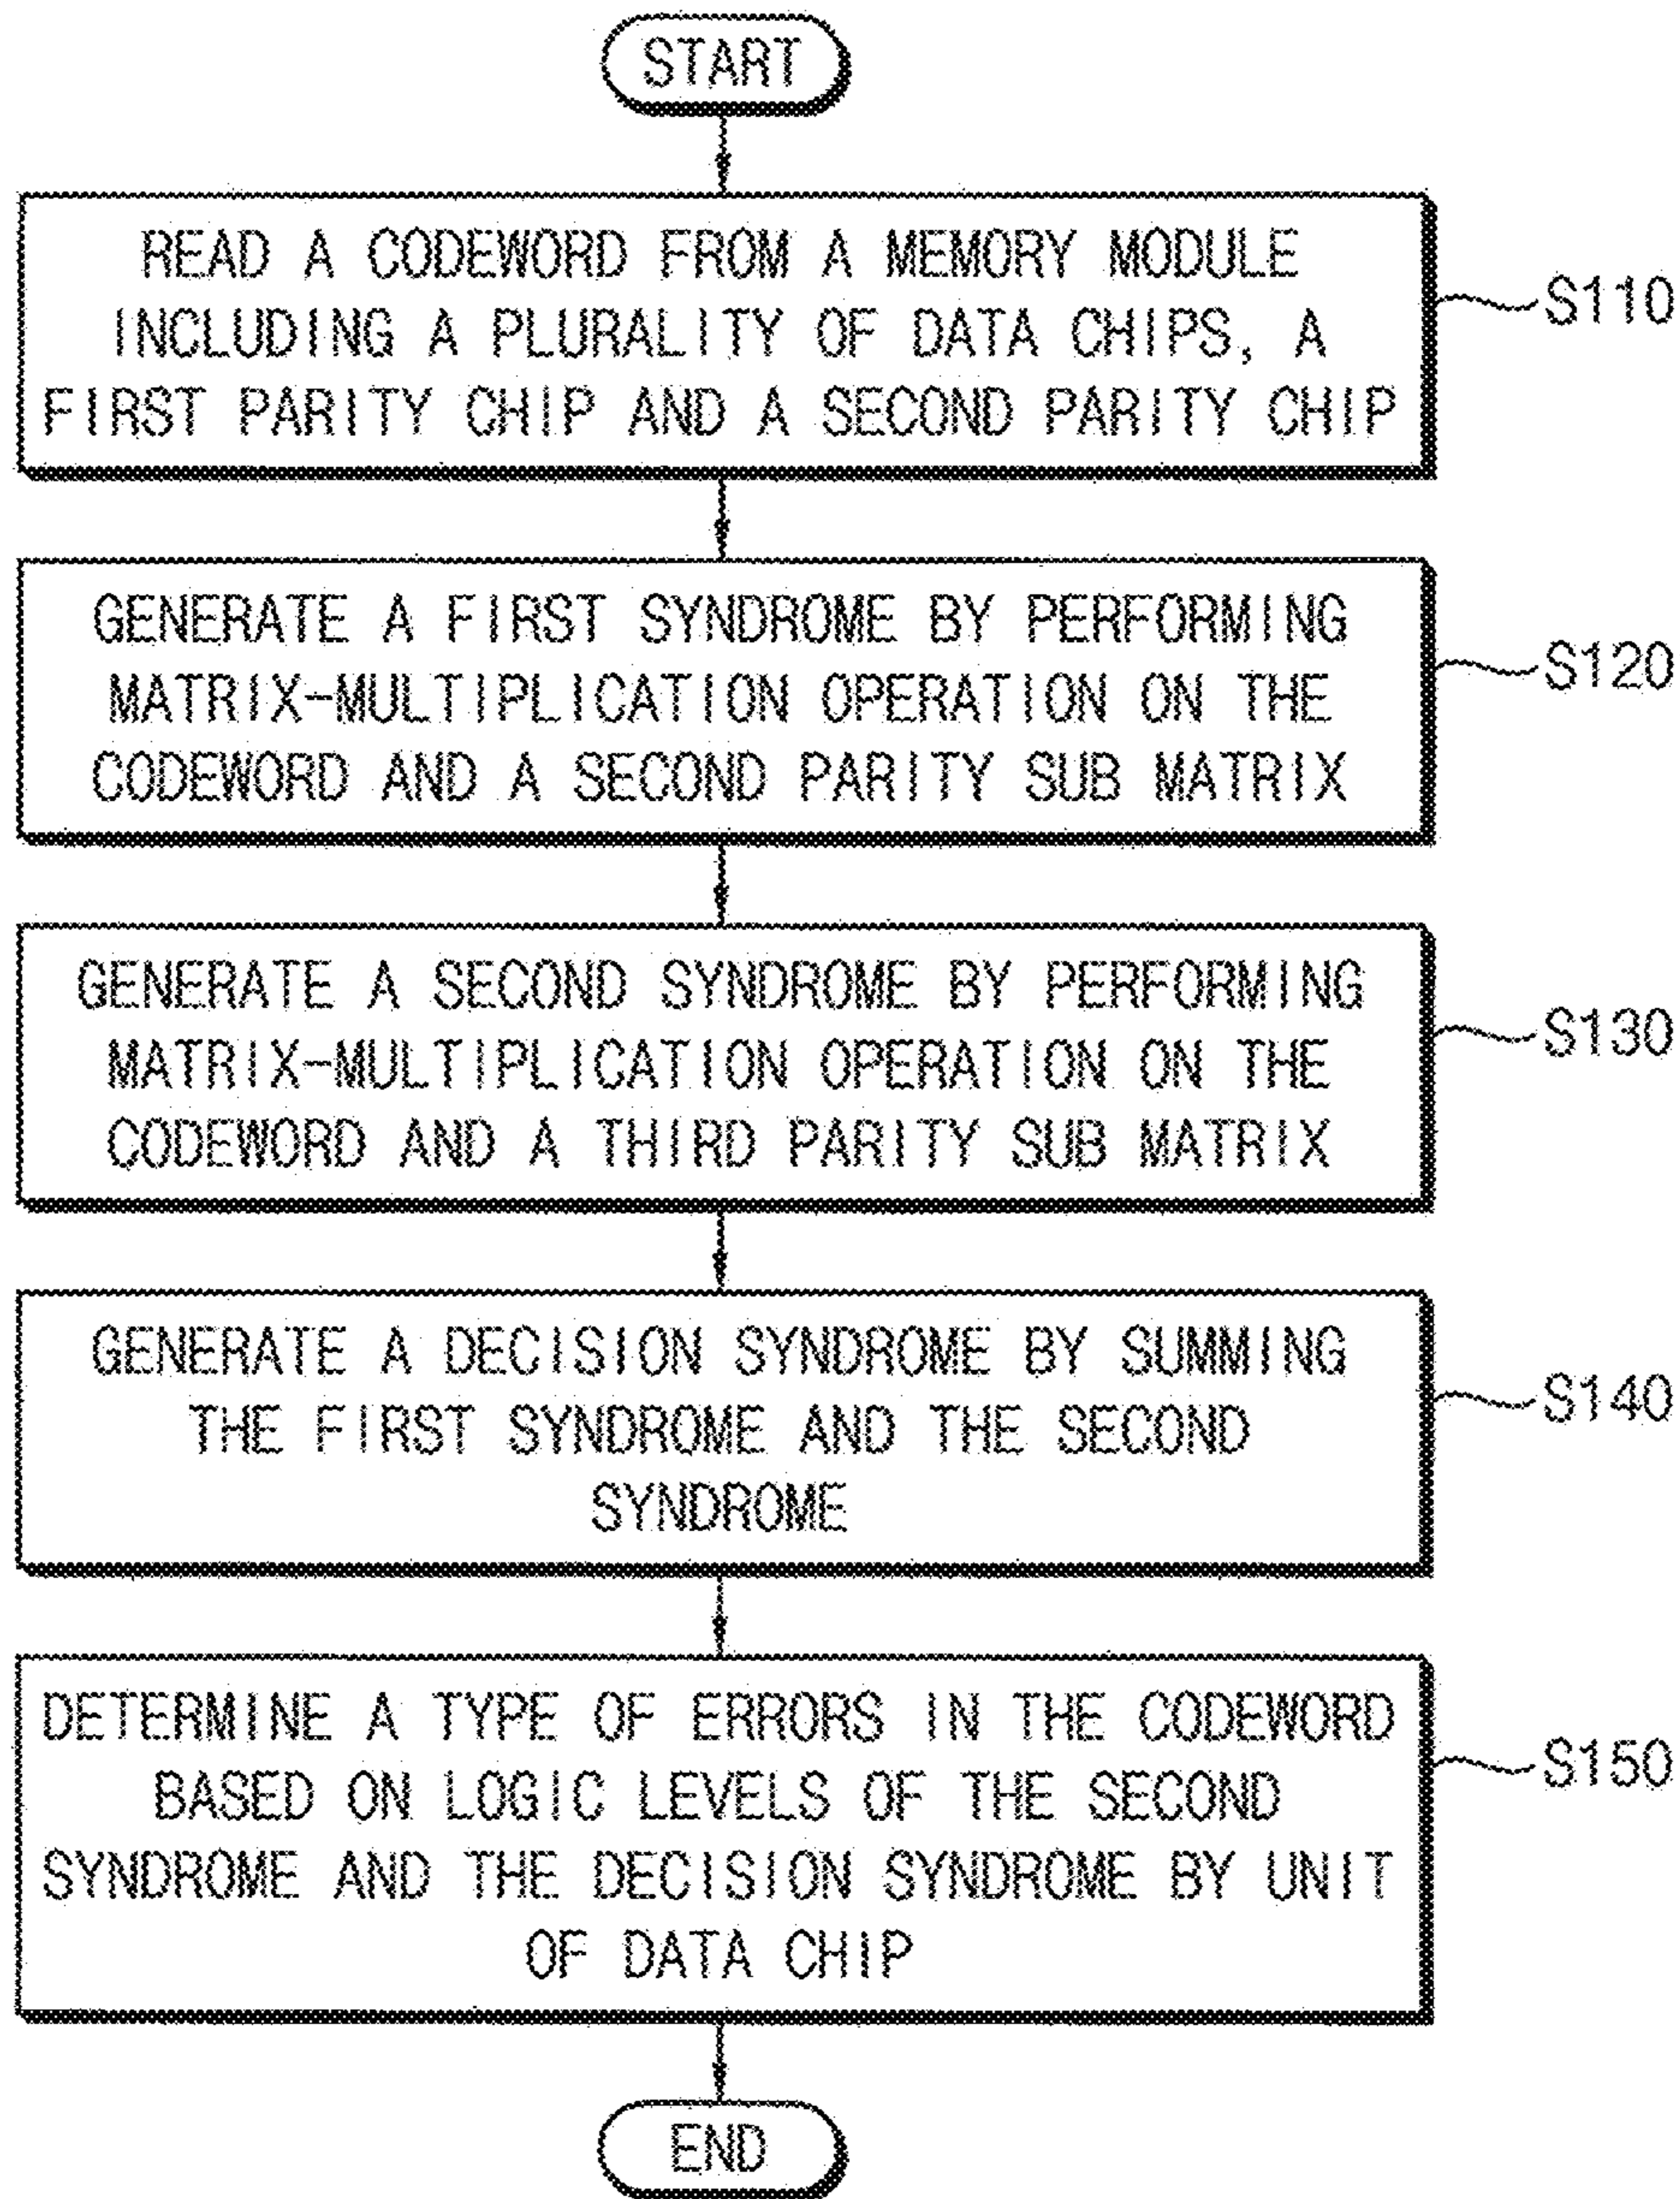 START
READ A CODEWORD FROM A MEMORY MODULE
INCLUDING A PLURALITY OF DATA CHIPS, A
FIRST PARITY CHIP AND A SECOND PARITY CHIP
S110
GENERATE A FIRST SYNDROME BY PERFORMING
MATRIX-MULTIPLICATION OPERATION ON THE
CODEWORD AND A SECOND PARITY SUB MATRIX
S120
GENERATE A SECOND SYNDROME BY PERFORMING
MATRIX-MULTIPLICATION OPERATION ON THE
CODEWORD AND A THIRD PARITY SUB MATRIX
S130
GENERATE A DECISION SYNDROME BY SUMMING
THE FIRST SYNDROME AND THE SECOND
SYNDROME
S140
DETERMINE A TYPE OF ERRORS IN THE CODEWORD
BASED ON LOGIC LEVELS OF THE SECOND
SYNDROME AND THE DECISION SYNDROME BY UNIT
OF DATA CHIP
S150
END